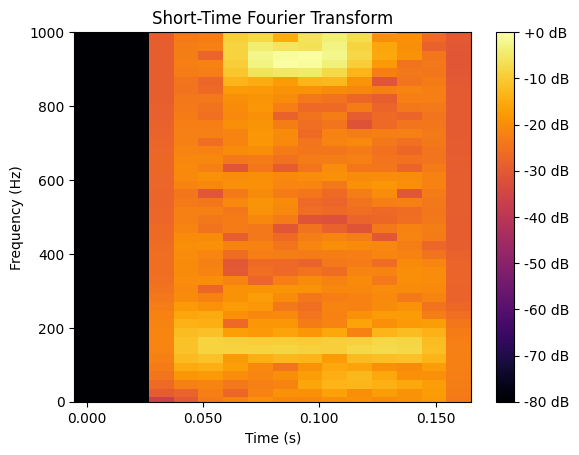 Short-Time Fourier Transform
1000
800
600
400
200
0
Frequency (Hz)
0.000
0.050
0.100
0.150
Time (s)
+0 dB
-10 dB
-20 dB
-30 dB
-40 dB
-50 dB
-60 dB
-70 dB
-80 dB